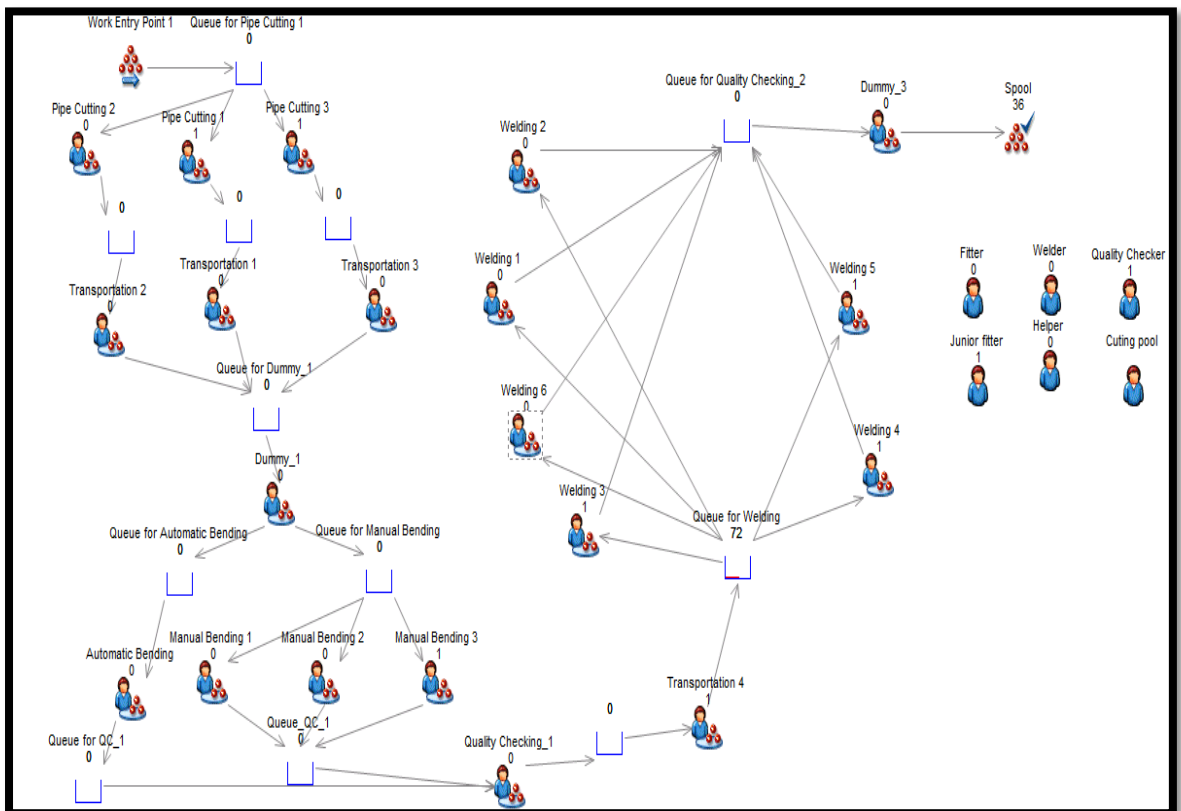 Work Entry Point 1
Queue for Pipe Cutting 1
0
Pipe Cutting 2
0
Pipe Cutting 1
1
Pipe Cutting 3
1
0
0
0
Transportation 2
0
Transportation 1
0
Transportation 3
0
Queue for Dummy_1
0
Dummy_1
0
Queue for Automatic Bending
0
Queue for Manual Bending
0
Automatic Bending
0
Manual Bending 1
0
Manual Bending 2
0
Manual Bending 3
1
Queue for QC_1
0
Queue_QC_1
0
Quality Checking_1
0
0
Transportation 4
1
Queue for Welding
72
Welding 2
0
Welding 1
0
Welding 6
0
Welding 3
1
Welding 5
1
Welding 4
1
Queue for Quality Checking_2
0
Dummy_3
0
Spool
36
Fitter
0
Welder
0
Quality Checker
1
Junior fitter
1
Helper
0
Cuting pool